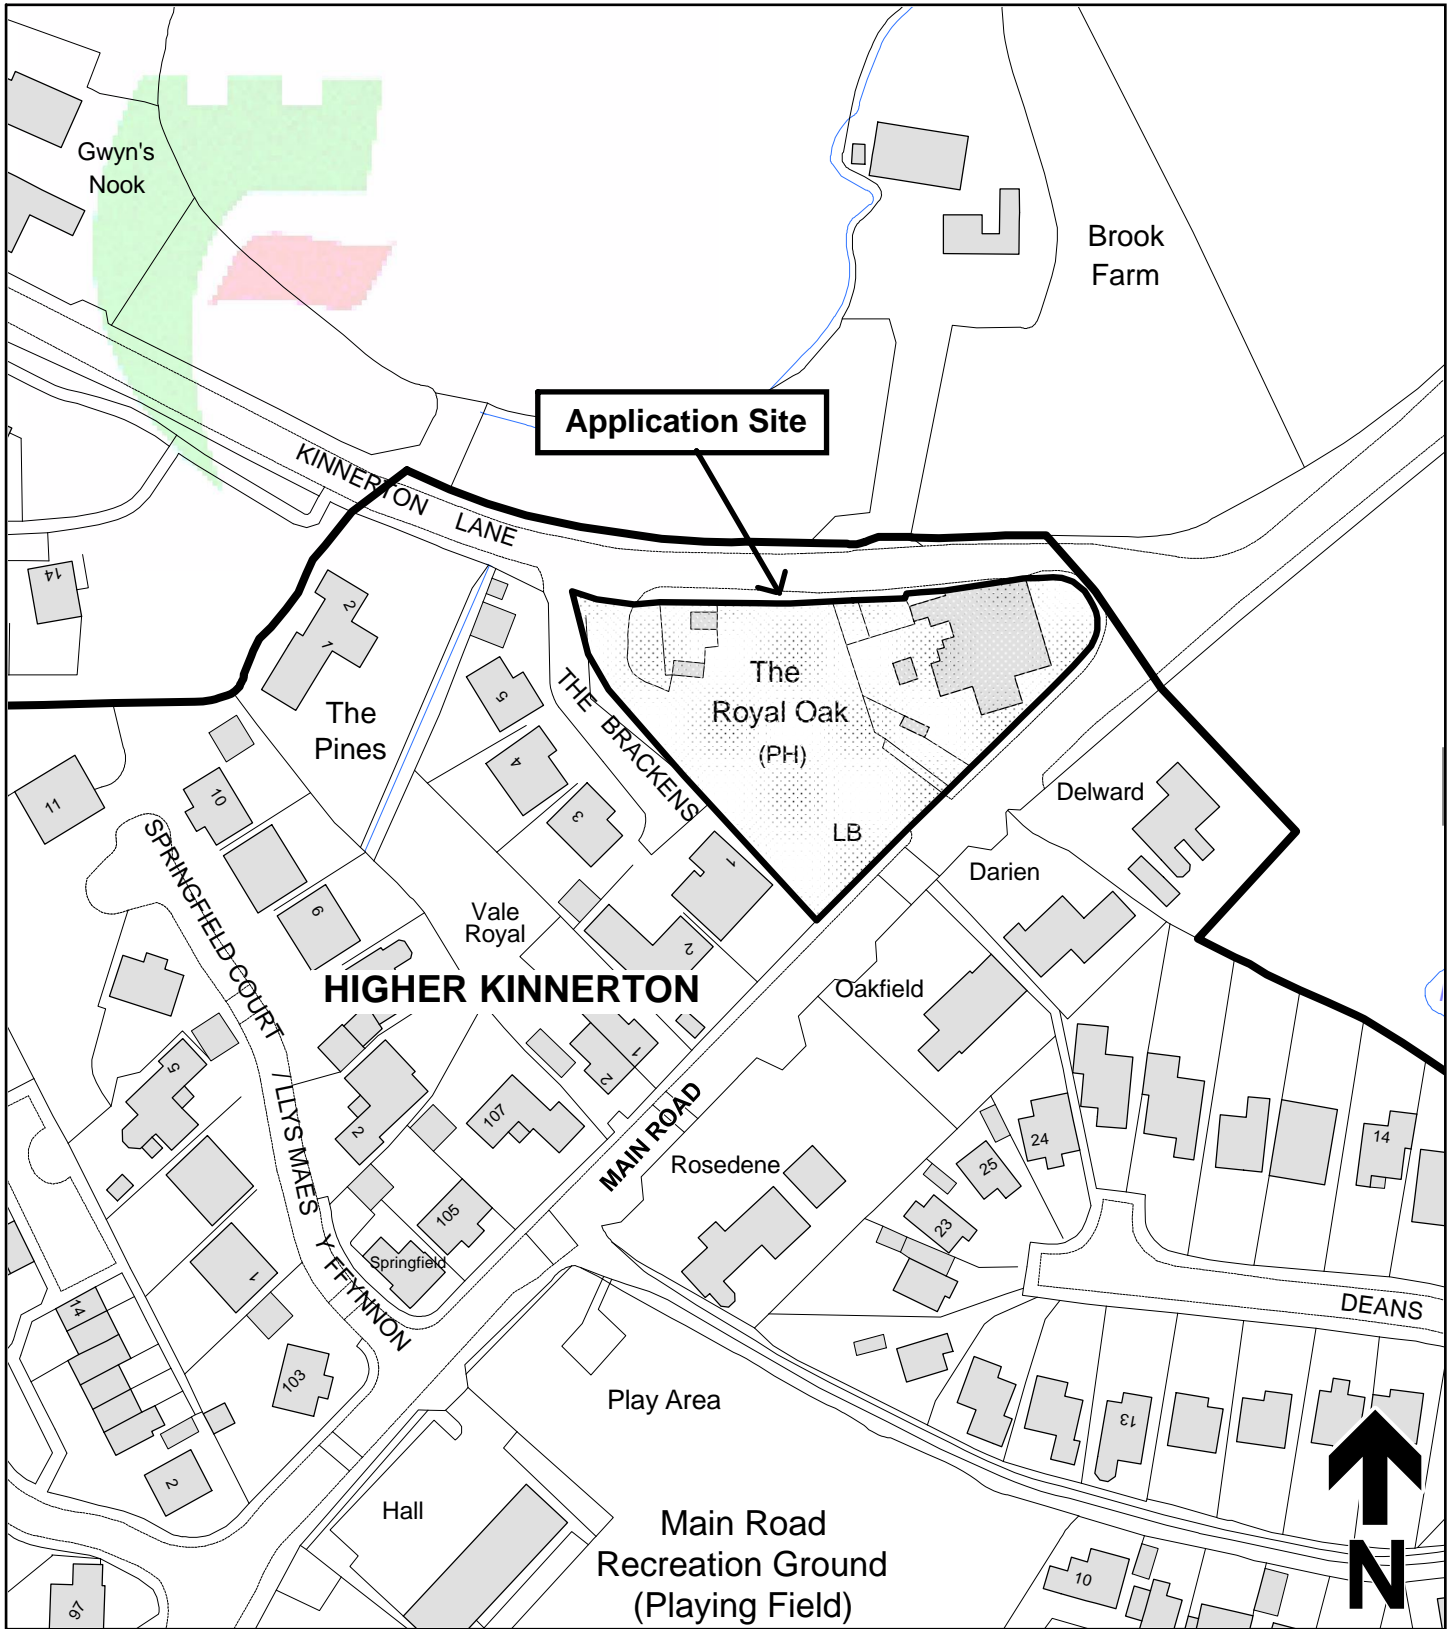 Gwyn's
Nook
Brook
Farm
Application Site
KINNERTON LANE
14
2
1
The
Pines
5
4
3
THE BRACKENS
The
Royal Oak
(PH)
LB
Delward
Darien
11
10
9
SPRINGFIELD COURT / LLYS MAES Y FFYNNON
Vale
Royal
1
2
HIGHER KINNERTON
Oakfield
5
2
107
1
2
MAIN ROAD
Rosedene
24
25
23
14
105
Springfield
1
14
103
2
DEANS
Play Area
13
Hall
Main Road
Recreation Ground
(Playing Field)
97
10
N